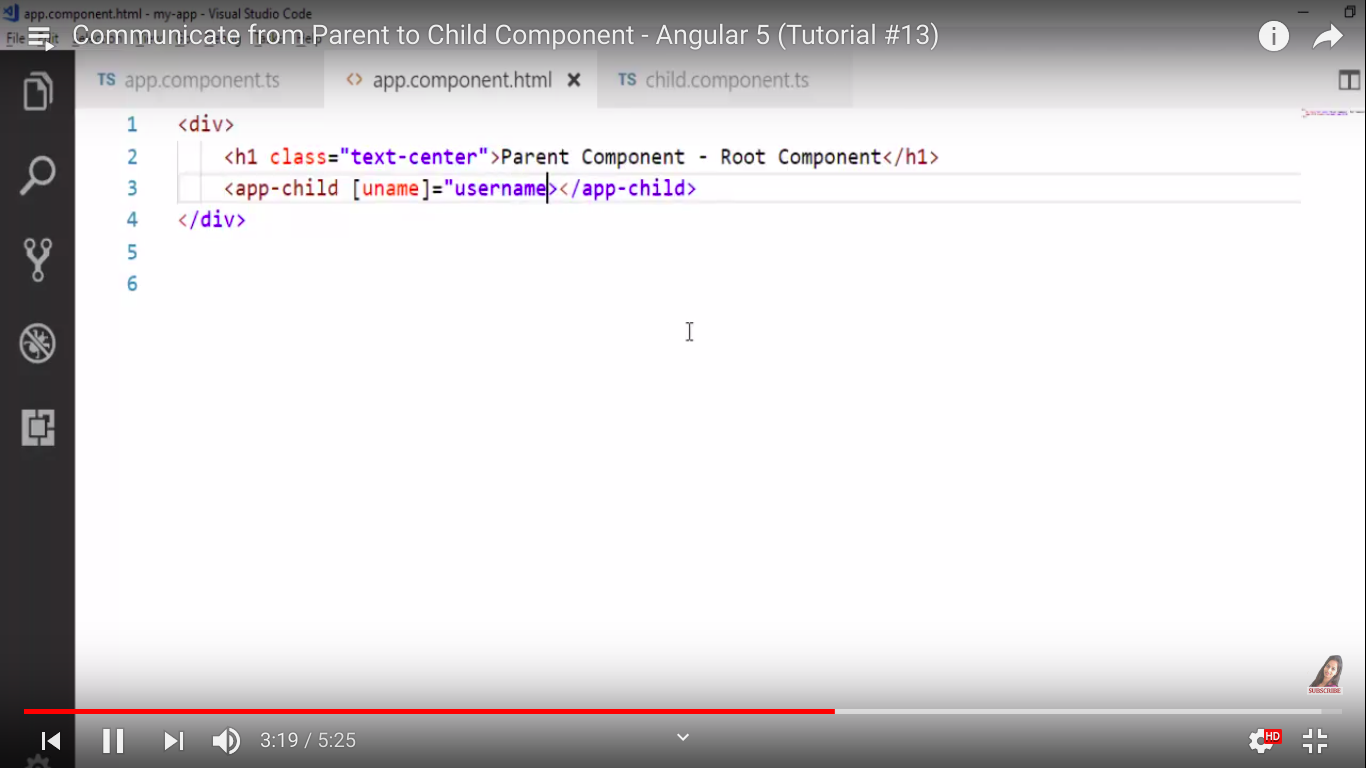 app.component.html - my-app - Visual Studio Code
File Edit
Help
Communicate from Parent to Child Component - Angular 5 (Tutorial #13)
TS app.component.ts
<> app.component.html
TS child.component.ts
1 <div>
2 <h1 class="text-center">Parent Component - Root Component</h1>
3 <app-child [uname]="username></app-child>
4 </div>
5
6
SUBSCRIBE
3:19 / 5:25
HD